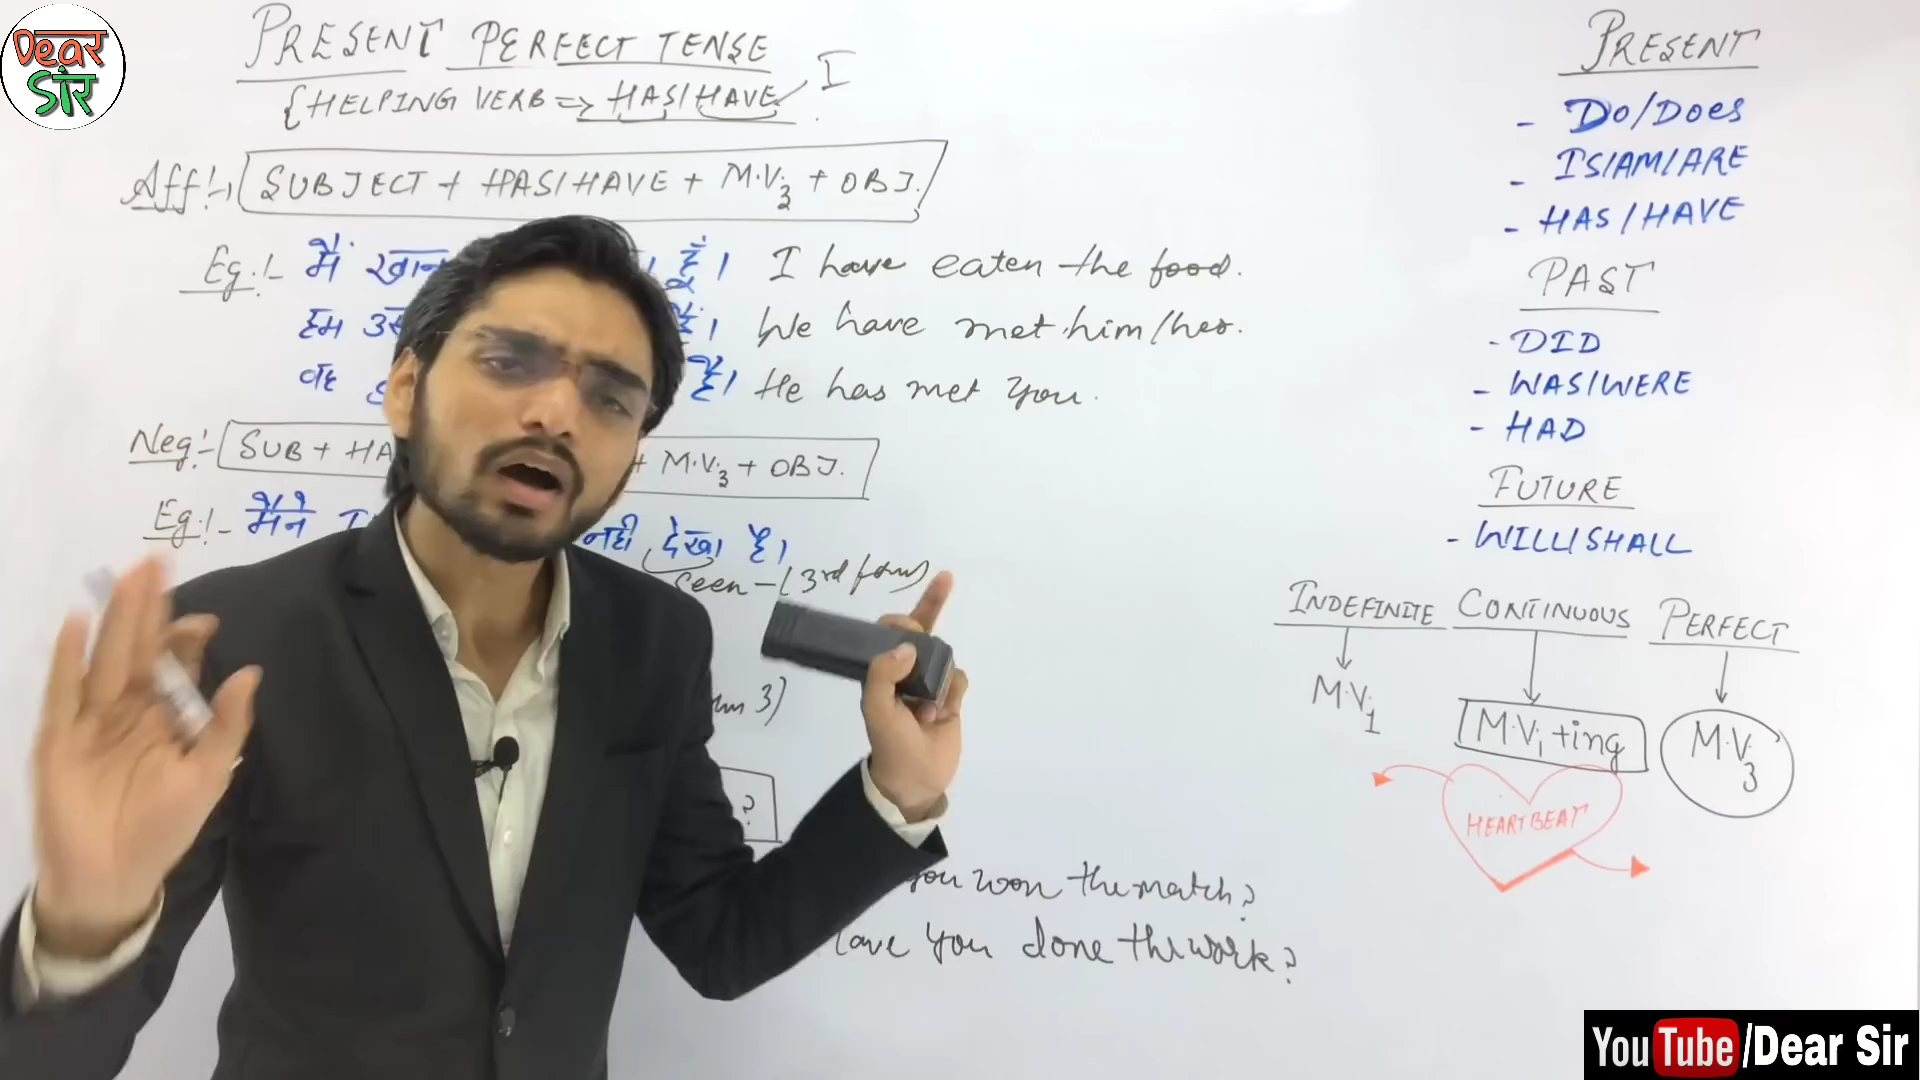 Dear
Sir
PRESENT PERFECT TENSE
{HELPING VERB => HAS/HAVE I
Aff:-> SUBJECT + HAS/HAVE + M.V3 + OBJ.
Eg:- मैं खान हूँ। I have eaten the food.
हम हैं। We have met him/her.
वह है। He has met you.
Neg:- SUB + HA + M.V3 + OBJ.
Eg:- मैंने नहीं देखा है।
seen - (3rd form)
3)
?
you won the match?
have you done the work?
PRESENT
- DO/DOES
- IS/AM/ARE
- HAS/HAVE
PAST
- DID
- WAS/WERE
- HAD
FUTURE
- WILL/SHALL
INDEFINITE CONTINUOUS PERFECT
M.V1 M.V1+ing M.V3
HEARTBEAT
YouTube/Dear Sir